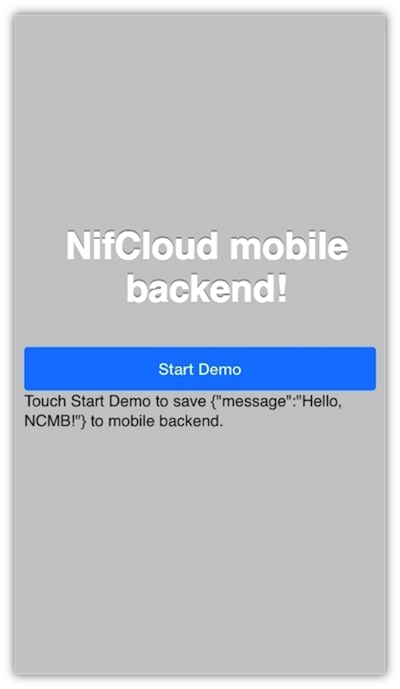 NifCloud mobile
backend!
Start Demo
Touch Start Demo to save {"message":"Hello,
NCMB!"} to mobile backend.